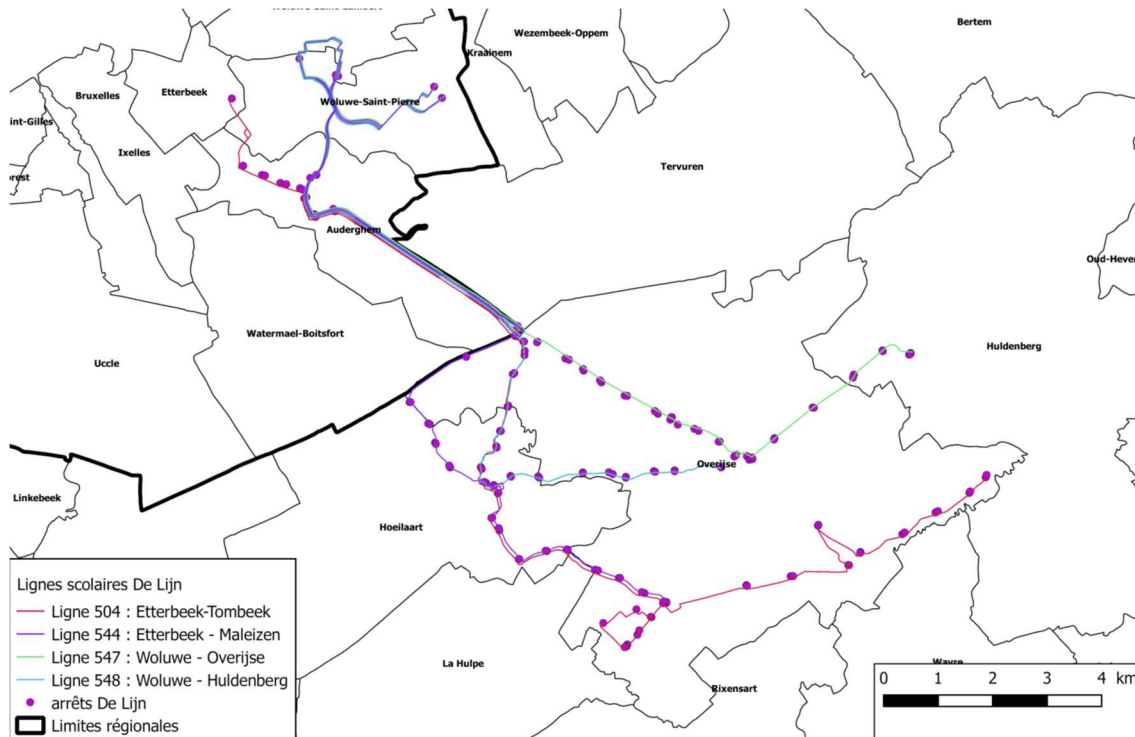 Woluwe-Saint-Lambert
Bertem
Wezembeek-Oppem
Kraainem
Etterbeek
Bruxelles
Woluwe-Saint-Pierre
int-Gilles
Ixelles
Tervuren
orest
Auderghem
Oud-Hever
Watermael-Boitsfort
Huldenberg
Uccle
Overijse
Linkebeek
Hoeilaart
La Hulpe
Wavre
Rixensart
Lignes scolaires De Lijn
Ligne 504 : Etterbeek-Tombeek
Ligne 544 : Etterbeek - Maleizen
Ligne 547 : Woluwe - Overijse
Ligne 548 : Woluwe - Huldenberg
arrêts De Lijn
Limites régionales
0 1 2 3 4 km